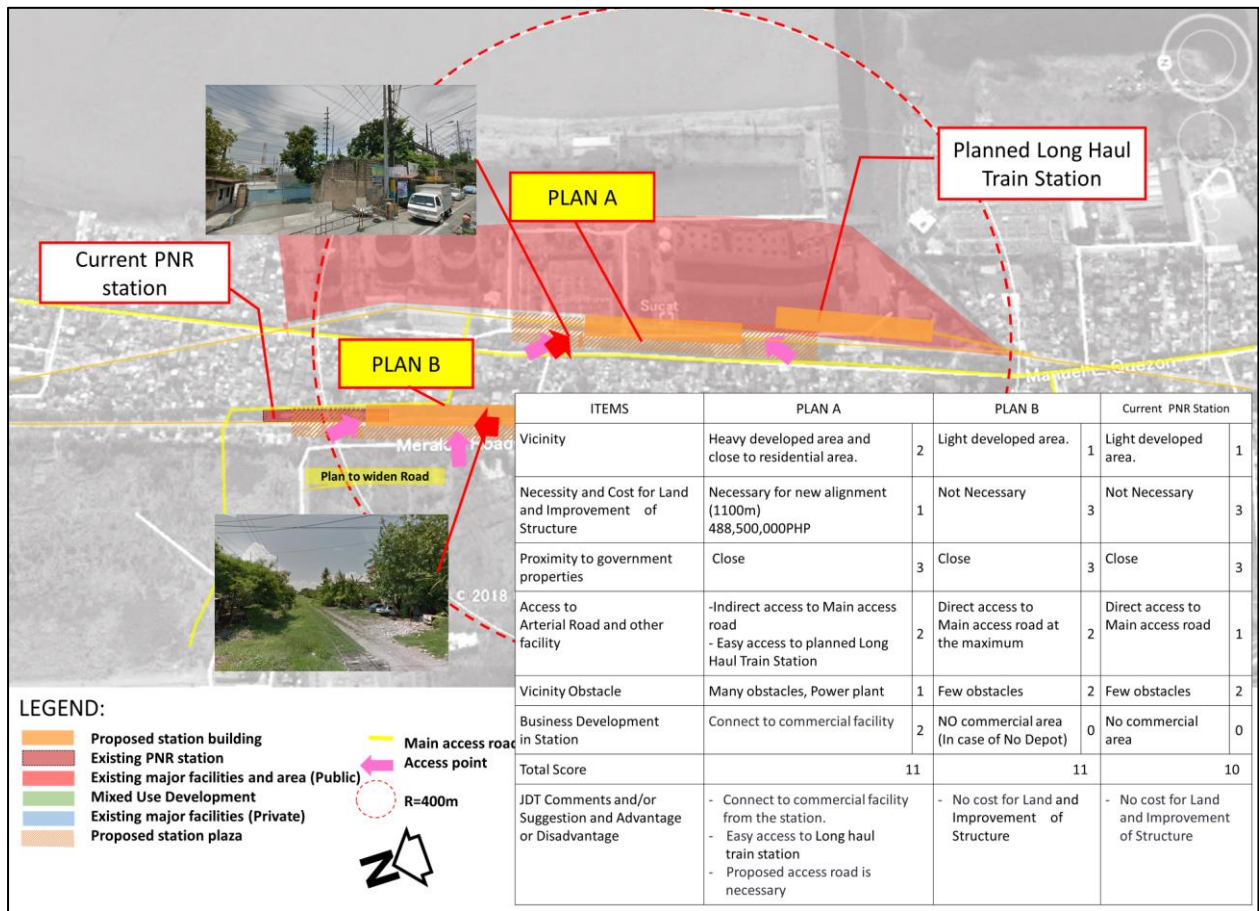 Planned Long Haul
Train Station
PLAN A
Current PNR
station
Sucat
PLAN B
Manuel L. Quezon
Meralco Road
Plan to widen Road
c 2018
ITEMS
PLAN A
PLAN B
Current PNR Station
Vicinity
Heavy developed area and
close to residential area.
2
Light developed area.
1
Light developed
area.
1
Necessity and Cost for Land
and Improvement of
Structure
Necessary for new alignment
(1100m)
488,500,000PHP
1
Not Necessary
3
Not Necessary
3
Proximity to government
properties
Close
3
Close
3
Close
3
Access to
Arterial Road and other
facility
-Indirect access to Main access
road
- Easy access to planned Long
Haul Train Station
2
Direct access to
Main access road at
the maximum
2
Direct access to
Main access road
1
Vicinity Obstacle
Many obstacles, Power plant
1
Few obstacles
2
Few obstacles
2
Business Development
in Station
Connect to commercial facility
2
NO commercial area
(In case of No Depot)
0
No commercial
area
0
Total Score
11
11
10
JDT Comments and/or
Suggestion and Advantage
or Disadvantage
- Connect to commercial facility
from the station.
- Easy access to Long haul
train station
- Proposed access road is
necessary
- No cost for Land and
Improvement of
Structure
- No cost for Land
and Improvement
of Structure
LEGEND:
Proposed station building
Existing PNR station
Existing major facilities and area (Public)
Mixed Use Development
Existing major facilities (Private)
Proposed station plaza
Main access road
Access point
R=400m
N